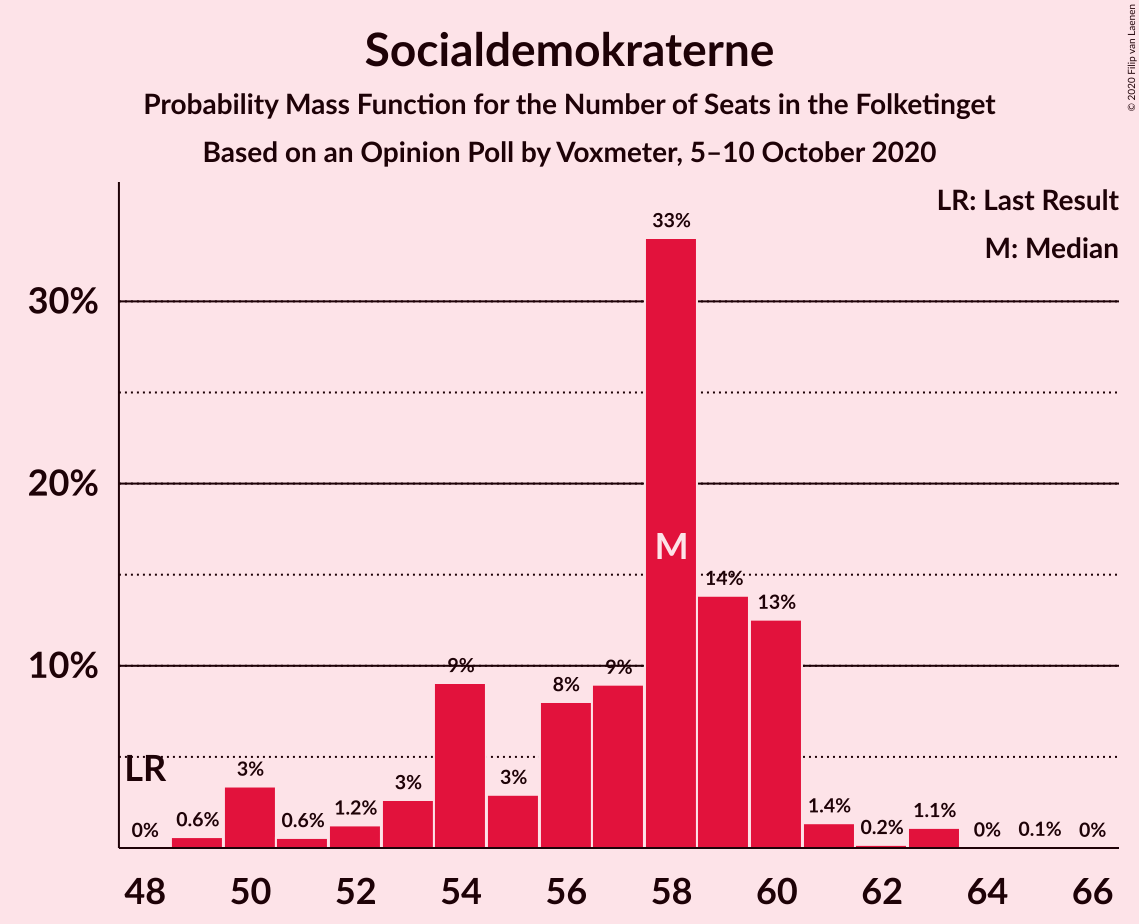 Socialdemokraterne
Probability Mass Function for the Number of Seats in the Folketinget
Based on an Opinion Poll by Voxmeter, 5–10 October 2020
© 2020 Filip van Laenen
LR: Last Result
M: Median
30%
20%
10%
LR
0%
0.6%
3%
0.6%
1.2%
3%
9%
3%
8%
9%
33%
M
14%
13%
1.4%
0.2%
1.1%
0%
0.1%
0%
48 50 52 54 56 58 60 62 64 66